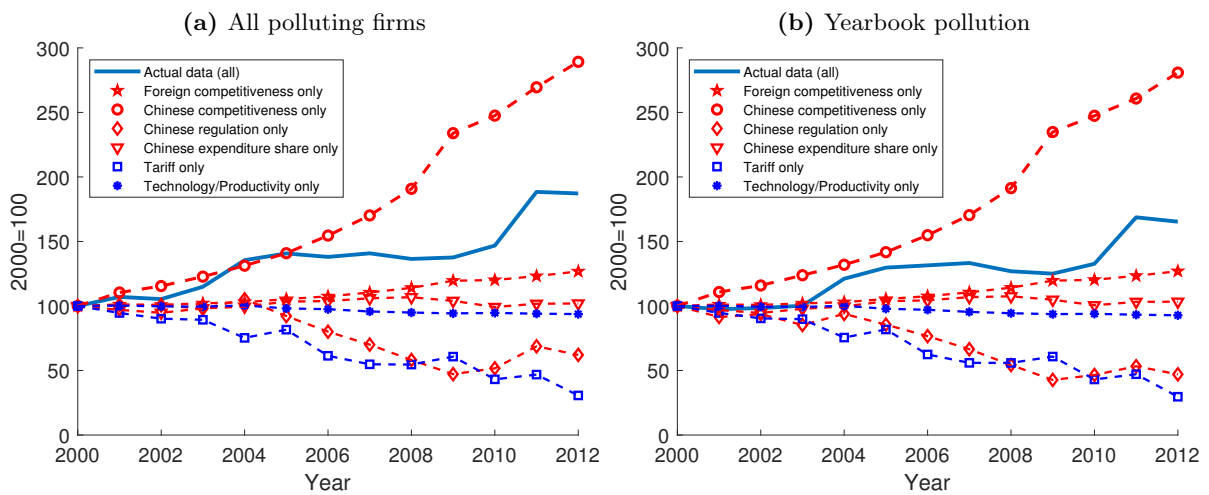 (a) All polluting firms
300
250
200
150
100
50
0
2000=100
Actual data (all)
Foreign competitiveness only
Chinese competitiveness only
Chinese regulation only
Chinese expenditure share only
Tariff only
Technology/Productivity only
2000 2002 2004 2006 2008 2010 2012
Year
(b) Yearbook pollution
300
250
200
150
100
50
0
2000=100
Actual data (all)
Foreign competitiveness only
Chinese competitiveness only
Chinese regulation only
Chinese expenditure share only
Tariff only
Technology/Productivity only
2000 2002 2004 2006 2008 2010 2012
Year